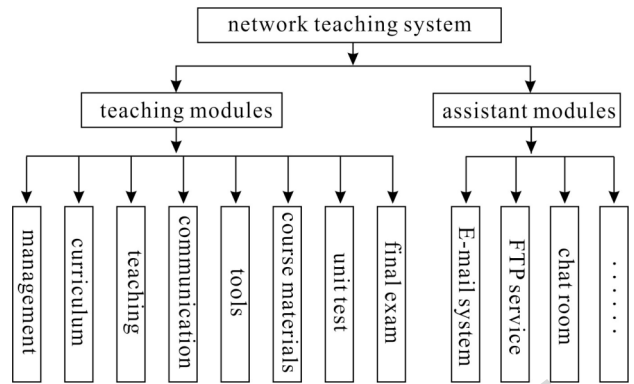 network teaching system
teaching modules
assistant modules
management
curriculum
teaching
communication
tools
course materials
unit test
final exam
E-mail system
FTP service
chat room
.......